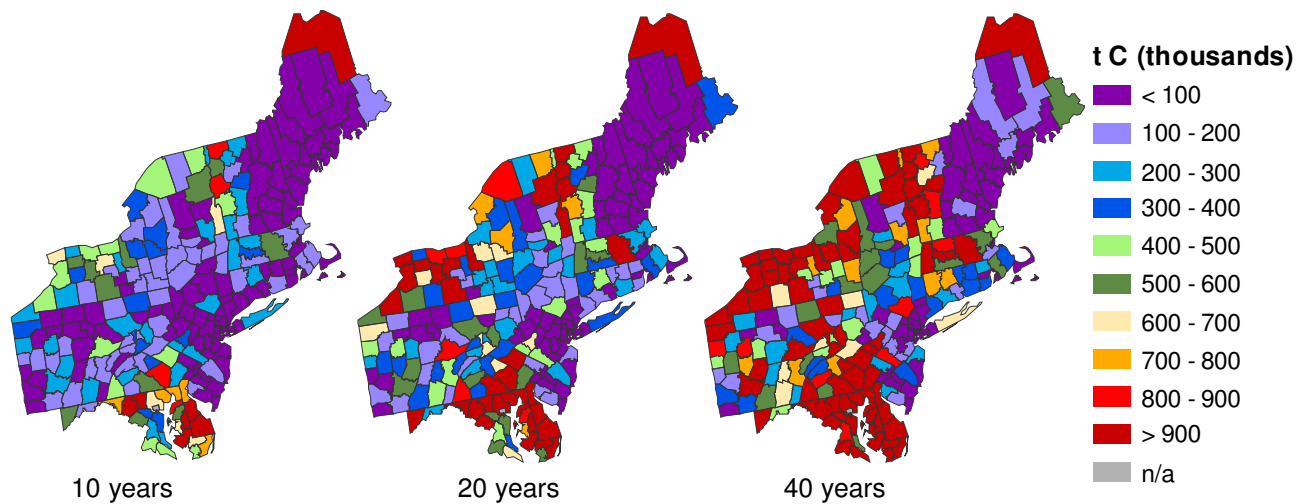 t C (thousands)
< 100
100 - 200
200 - 300
300 - 400
400 - 500
500 - 600
600 - 700
700 - 800
800 - 900
> 900
n/a
10 years
20 years
40 years